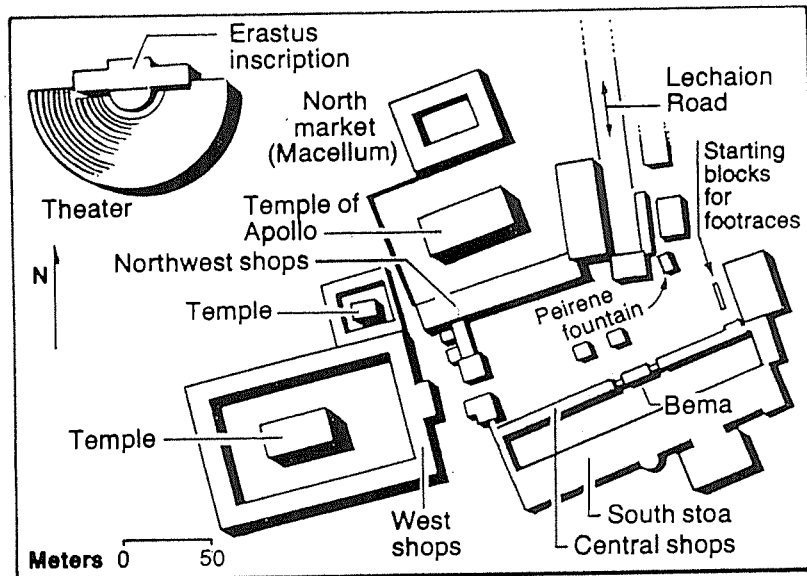 Erastus
inscription
Theater
North
market
(Macellum)
Lechaion
Road
Starting
blocks
for
footraces
Temple of
Apollo
Northwest shops
N
Temple
Peirene
fountain
Temple
Bema
West
shops
South stoa
Central shops
Meters 0 50